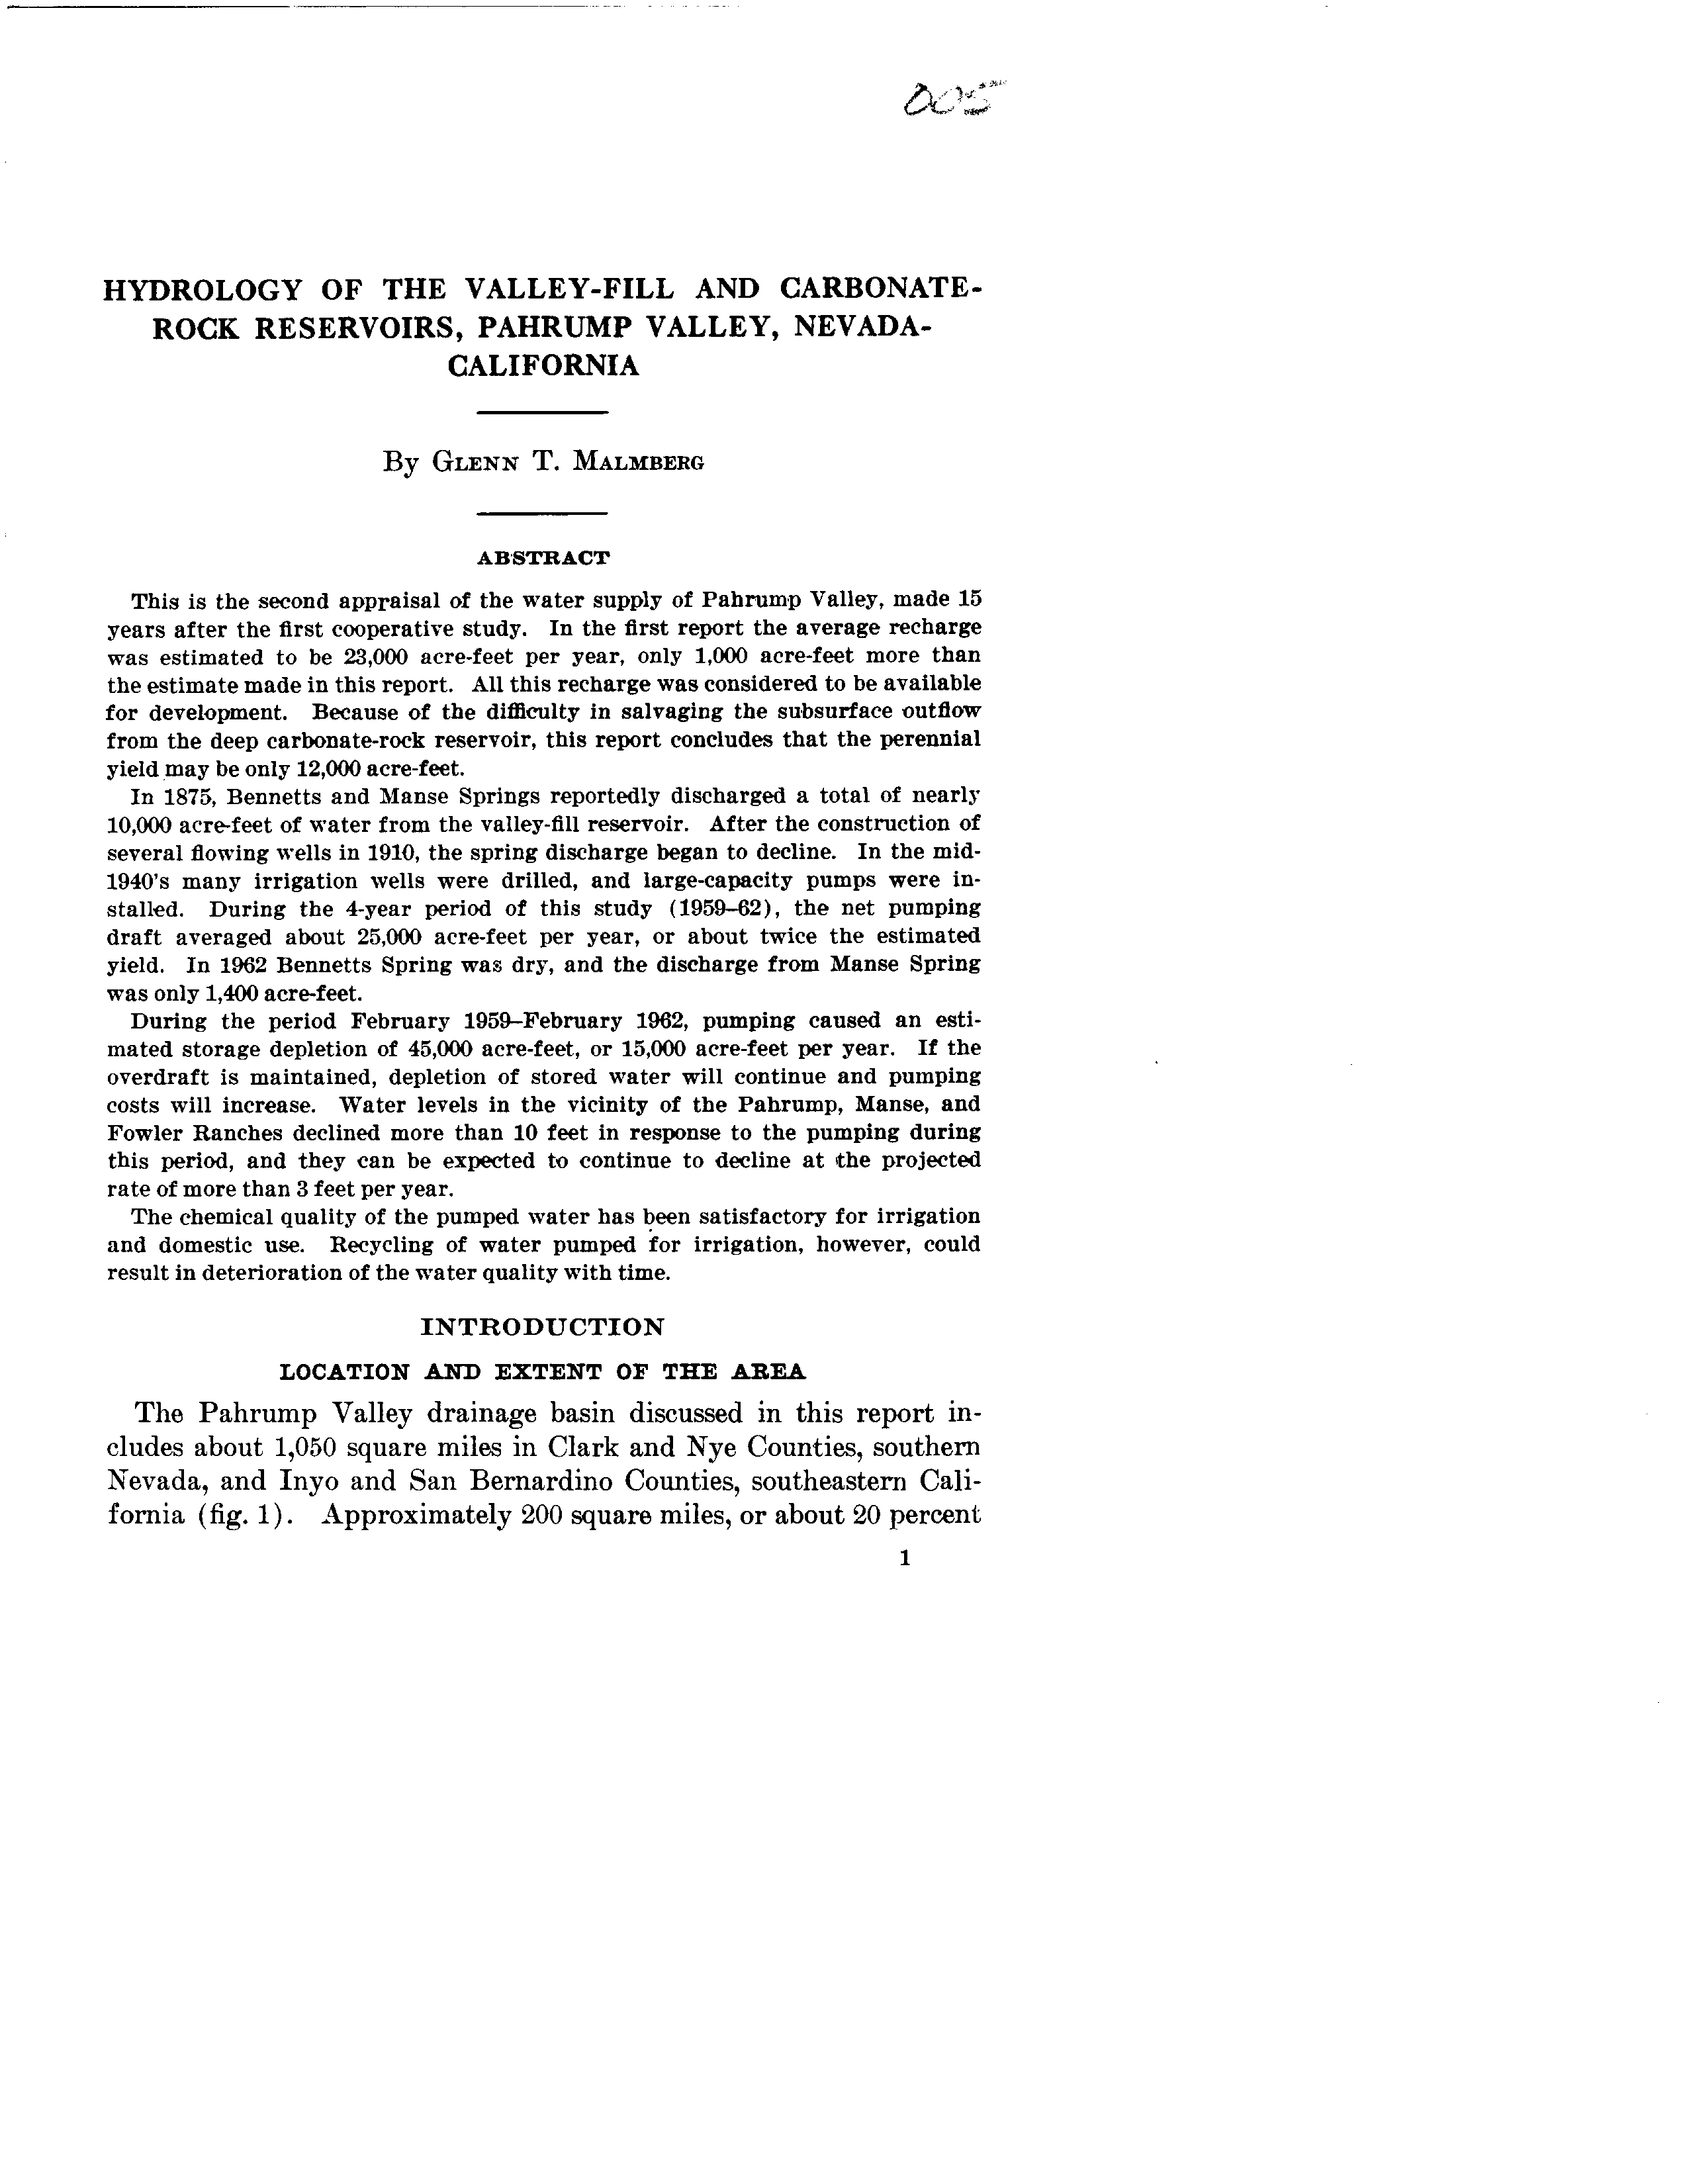 005
HYDROLOGY OF THE VALLEY-FILL AND CARBONATE-
ROCK RESERVOIRS, PAHRUMP VALLEY, NEVADA-
CALIFORNIA
By GLENN T. MALMBERG
ABSTRACT
This is the second appraisal of the water supply of Pahrump Valley, made 15
years after the first cooperative study. In the first report the average recharge
was estimated to be 23,000 acre-feet per year, only 1,000 acre-feet more than
the estimate made in this report. All this recharge was considered to be available
for development. Because of the difficulty in salvaging the subsurface outflow
from the deep carbonate-rock reservoir, this report concludes that the perennial
yield may be only 12,000 acre-feet.
In 1875, Bennetts and Manse Springs reportedly discharged a total of nearly
10,000 acre-feet of water from the valley-fill reservoir. After the construction of
several flowing wells in 1910, the spring discharge began to decline. In the mid-
1940's many irrigation wells were drilled, and large-capacity pumps were in-
stalled. During the 4-year period of this study (1959–62), the net pumping
draft averaged about 25,000 acre-feet per year, or about twice the estimated
yield. In 1962 Bennetts Spring was dry, and the discharge from Manse Spring
was only 1,400 acre-feet.
During the period February 1959–February 1962, pumping caused an esti-
mated storage depletion of 45,000 acre-feet, or 15,000 acre-feet per year. If the
overdraft is maintained, depletion of stored water will continue and pumping
costs will increase. Water levels in the vicinity of the Pahrump, Manse, and
Fowler Ranches declined more than 10 feet in response to the pumping during
this period, and they can be expected to continue to decline at the projected
rate of more than 3 feet per year.
The chemical quality of the pumped water has been satisfactory for irrigation
and domestic use. Recycling of water pumped for irrigation, however, could
result in deterioration of the water quality with time.
INTRODUCTION
LOCATION AND EXTENT OF THE AREA
The Pahrump Valley drainage basin discussed in this report in-
cludes about 1,050 square miles in Clark and Nye Counties, southern
Nevada, and Inyo and San Bernardino Counties, southeastern Cali-
fornia (fig. 1). Approximately 200 square miles, or about 20 percent
1